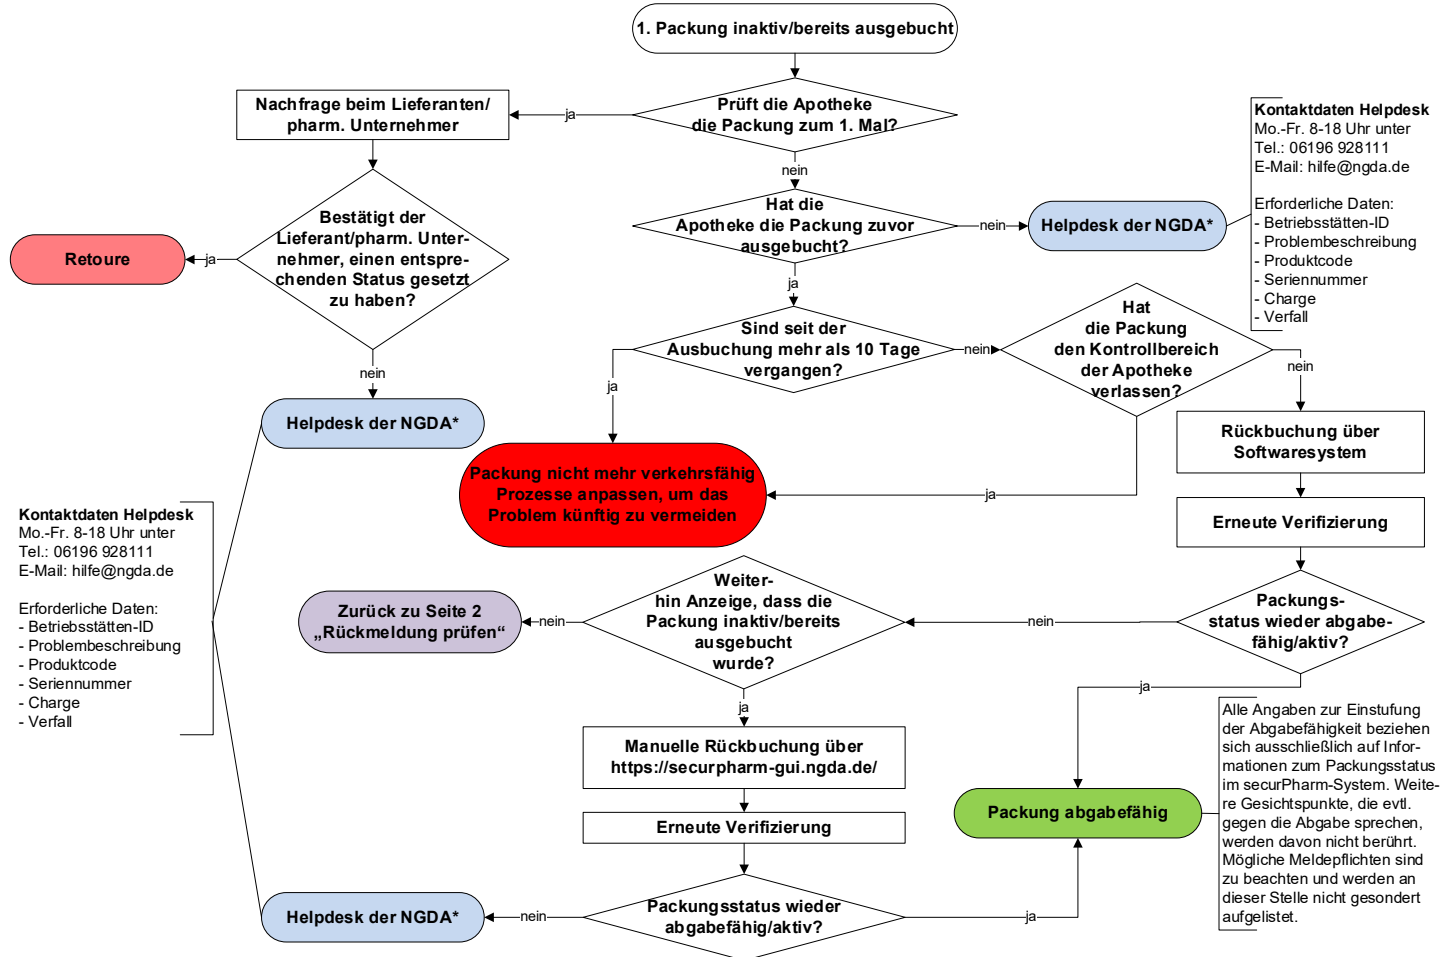 1. Packung inaktiv/bereits ausgebucht
Prüft die Apotheke
die Packung zum 1. Mal?
ja
Nachfrage beim Lieferanten/
pharm. Unternehmer
nein
Kontaktdaten Helpdesk
Mo.-Fr. 8-18 Uhr unter
Tel.: 06196 928111
E-Mail: hilfe@ngda.de
Erforderliche Daten:
- Betriebsstätten-ID
- Problembeschreibung
- Produktcode
- Seriennummer
- Charge
- Verfall
Hat die
Apotheke die Packung zuvor
ausgebucht?
nein
Helpdesk der NGDA*
Bestätigt der
Lieferant/pharm. Unter-
nehmer, einen entspre-
chenden Status gesetzt
zu haben?
ja
Retoure
ja
Sind seit der
Ausbuchung mehr als 10 Tage
vergangen?
nein
Hat
die Packung
den Kontrollbereich
der Apotheke
verlassen?
nein
ja
nein
Helpdesk der NGDA*
Rückbuchung über
Softwaresystem
Packung nicht mehr verkehrsfähig
Prozesse anpassen, um das
Problem künftig zu vermeiden
ja
Erneute Verifizierung
Kontaktdaten Helpdesk
Mo.-Fr. 8-18 Uhr unter
Tel.: 06196 928111
E-Mail: hilfe@ngda.de
Erforderliche Daten:
- Betriebsstätten-ID
- Problembeschreibung
- Produktcode
- Seriennummer
- Charge
- Verfall
Packungs-
status wieder abgabe-
fähig/aktiv?
nein
Weiter-
hin Anzeige, dass die
Packung inaktiv/bereits
ausgebucht
wurde?
nein
Zurück zu Seite 2
„Rückmeldung prüfen“
ja
ja
Manuelle Rückbuchung über
https://securpharm-gui.ngda.de/
Erneute Verifizierung
Packung abgabefähig
Alle Angaben zur Einstufung
der Abgabefähigkeit beziehen
sich ausschließlich auf Infor-
mationen zum Packungsstatus
im securPharm-System. Weite-
re Gesichtspunkte, die evtl.
gegen die Abgabe sprechen,
werden davon nicht berührt.
Mögliche Meldepflichten sind
zu beachten und werden an
dieser Stelle nicht gesondert
aufgelistet.
Packungsstatus wieder
abgabefähig/aktiv?
ja
nein
Helpdesk der NGDA*